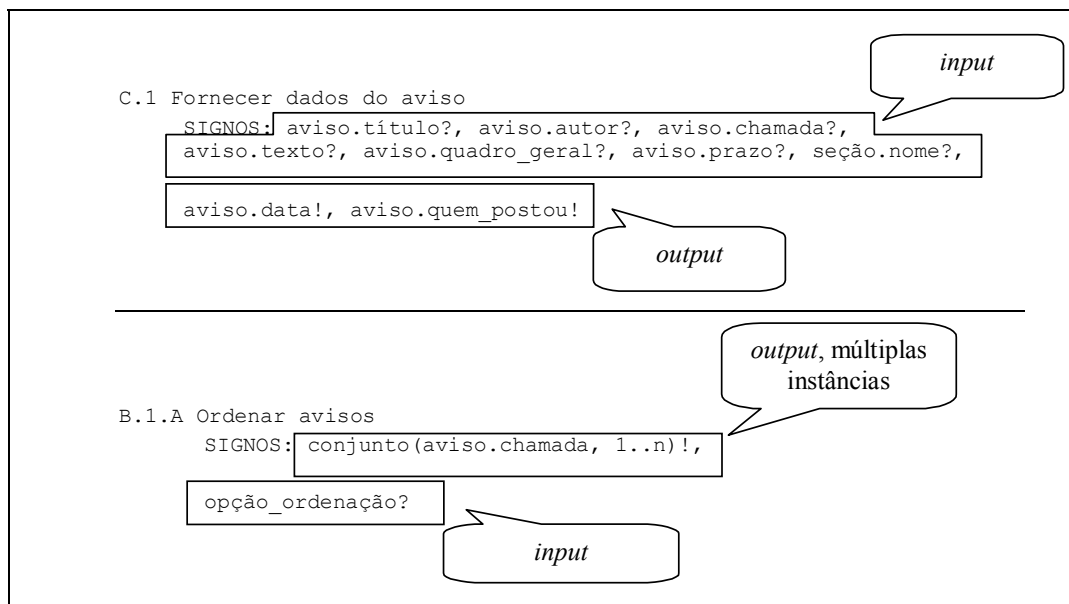 input
C.1 Fornecer dados do aviso
SIGNOS: aviso.título?, aviso.autor?, aviso.chamada?,
aviso.texto?, aviso.quadro_geral?, aviso.prazo?, seção.nome?,
aviso.data!, aviso.quem_postou!
output
output, múltiplas
instâncias
B.1.A Ordenar avisos
SIGNOS: conjunto(aviso.chamada, 1..n)!,
opção_ordenação?
input